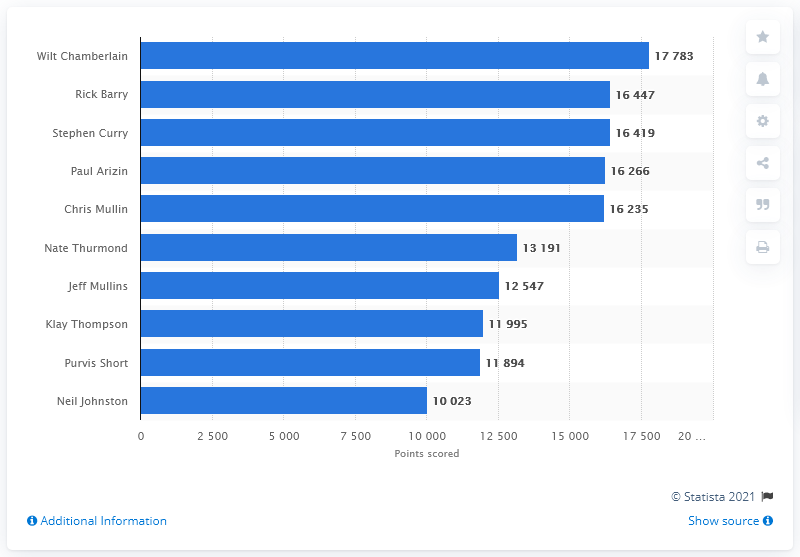 Wilt Chamberlain 17 783
Rick Barry 16 447
Stephen Curry 16 419
Paul Arizin 16 266
Chris Mullin 16 235
Nate Thurmond 13 191
Jeff Mullins 12 547
Klay Thompson 11 995
Purvis Short 11 894
Neil Johnston 10 023
0 2 500 5 000 7 500 10 000 12 500 15 000 17 500 20 ...
Points scored
© Statista 2021
Additional Information Show source